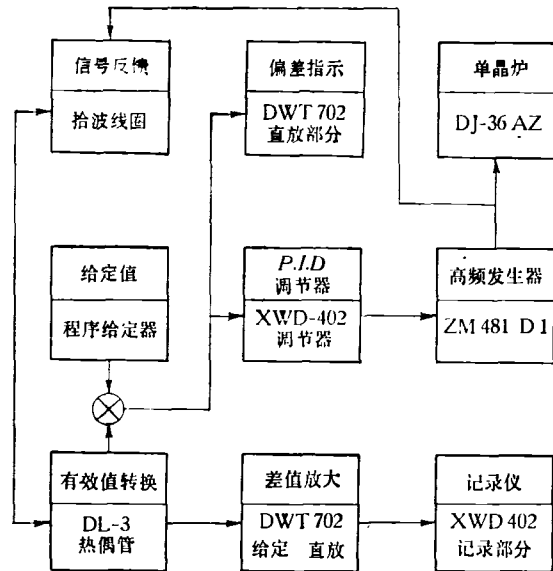 信号反馈
拾波线圈
偏差指示
DWT 702
直放部分
单晶炉
DJ-36 AZ
给定值
程序给定器
P.I.D
调节器
XWD-402
调节器
高频发生器
ZM 481 D 1
有效值转换
DL-3
热偶管
差值放大
DWT 702
给定 直放
记录仪
XWD 402
记录部分